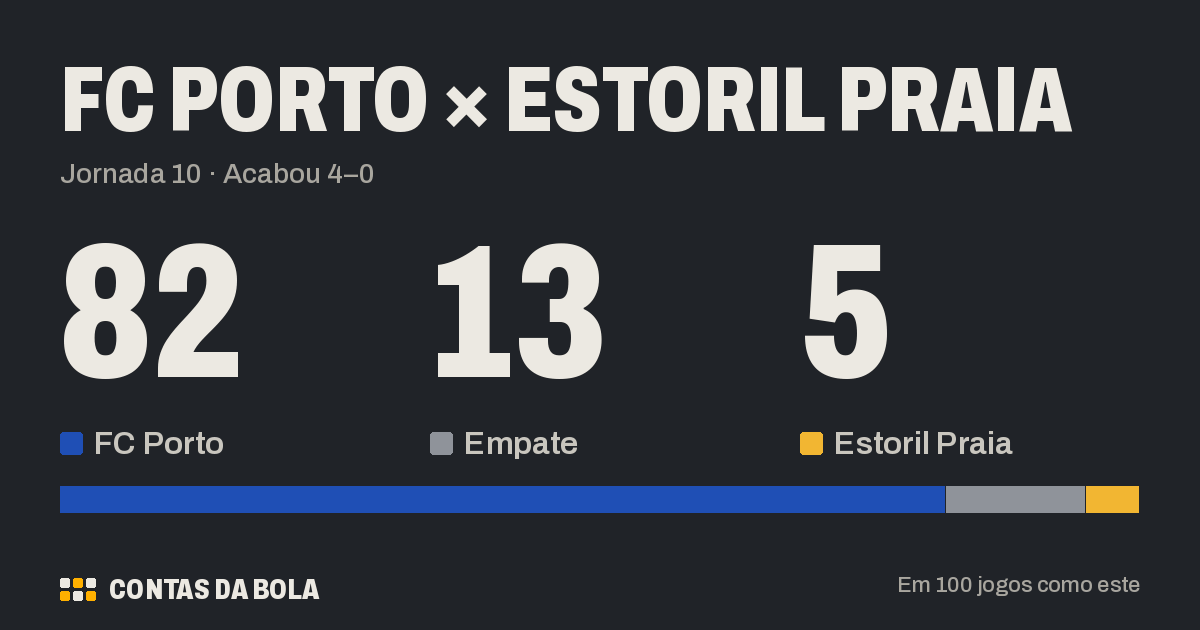 FC PORTO × ESTORIL PRAIA
Jornada 10 · Acabou 4–0
82 13 5
FC Porto Empate Estoril Praia
CONTAS DA BOLA Em 100 jogos como este